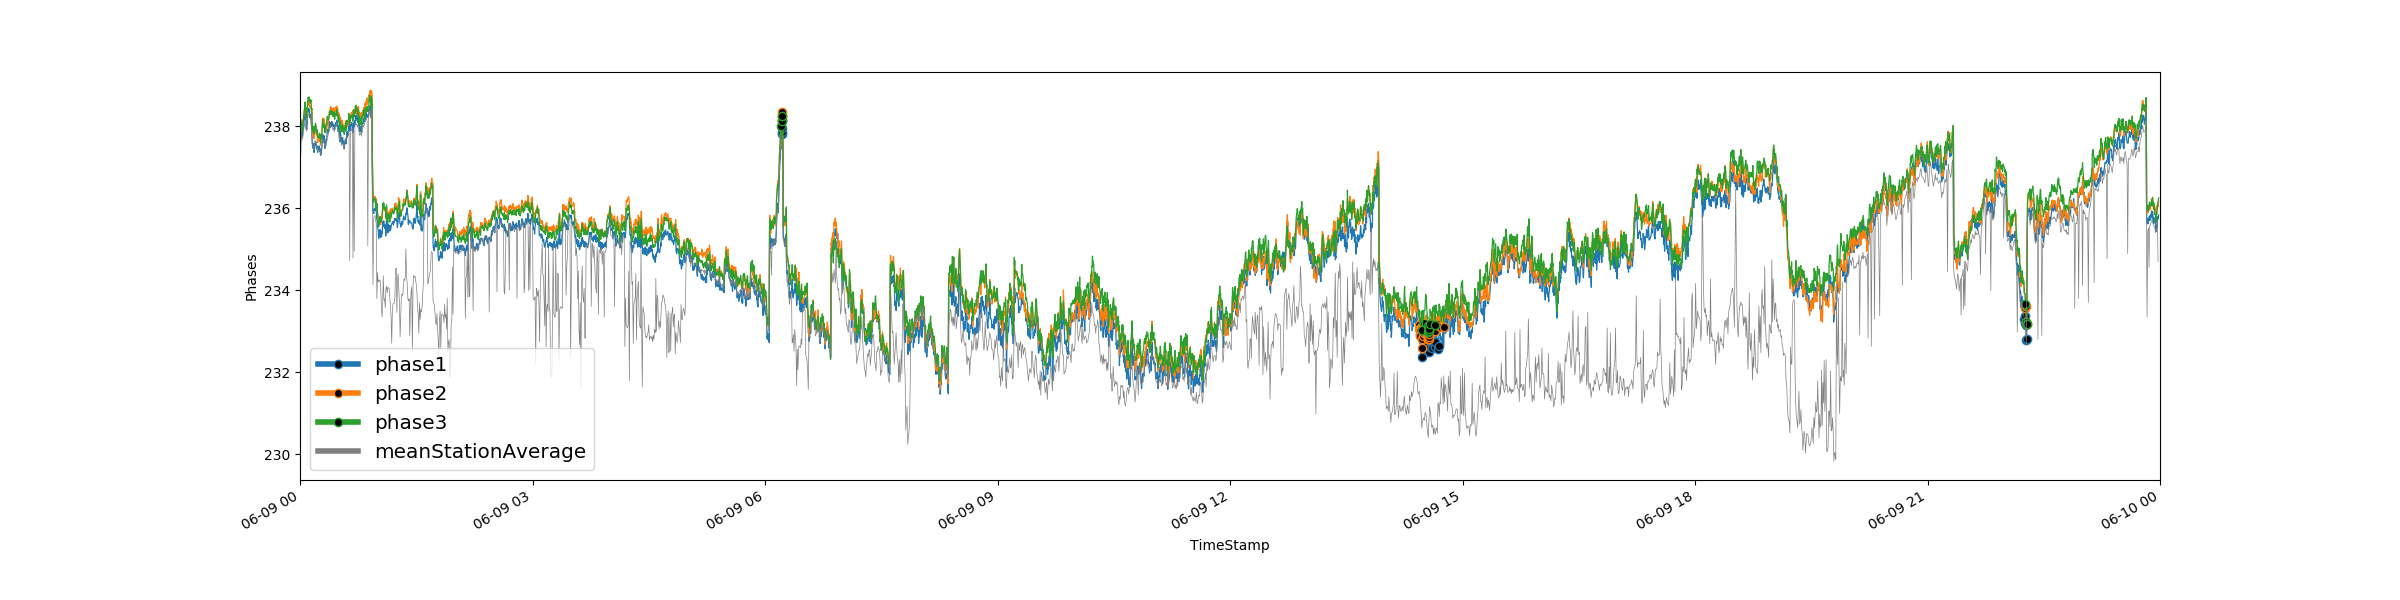 238
236
234
232
230
Phases
phase1
phase2
phase3
meanStationAverage
06-09 00
06-09 03
06-09 06
06-09 09
06-09 12
06-09 15
06-09 18
06-09 21
06-10 00
TimeStamp